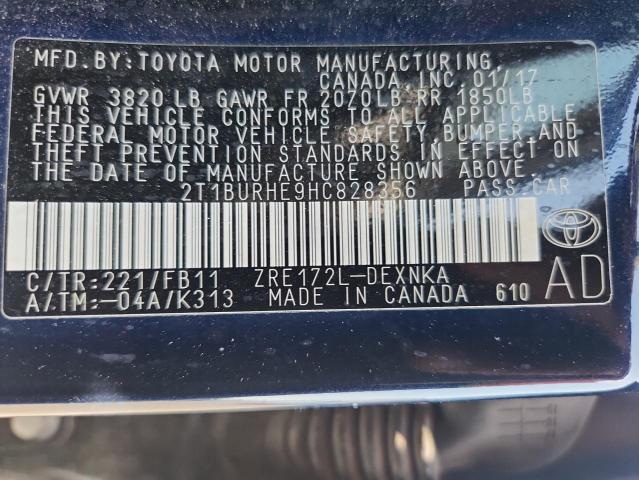 MFD. BY: TOYOTA MOTOR MANUFACTURING,
CANADA, INC. 01/17
GVWR 3820 LB GAWR FR 2070LB RR 1850LB
THIS VEHICLE CONFORMS TO ALL APPLICABLE
FEDERAL MOTOR VEHICLE SAFETY, BUMPER AND
THEFT PREVENTION STANDARDS IN EFFECT ON
THE DATE OF MANUFACTURE SHOWN ABOVE.
2T1BURHE9HC828356 PASS CAR
C/TR:221/FB11 ZRE172L-DEXNKA
A/TM:-04A/K313 MADE IN CANADA 610
AD